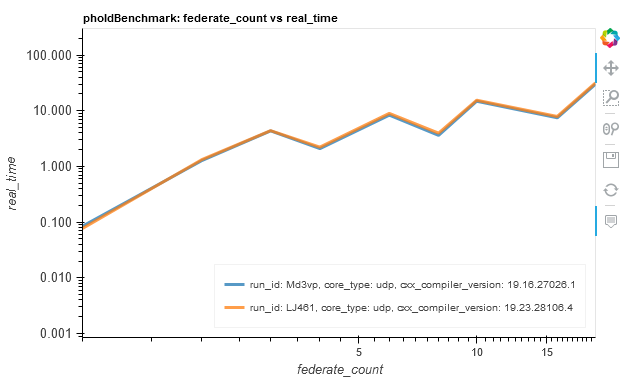 pholdBenchmark: federate_count vs real_time
100.000
10.000
1.000
0.100
0.010
0.001
real_time
run_id: Md3vp, core_type: udp, cxx_compiler_version: 19.16.27026.1
run_id: LJ461, core_type: udp, cxx_compiler_version: 19.23.28106.4
5
10
15
federate_count